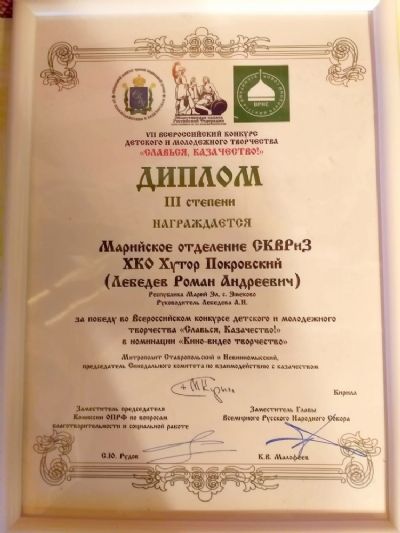 VII Всероссийский конкурс
детского и молодежного творчества
«Славься, казачество!»
ДИПЛОМ
III степени
НАГРАЖДАЕТСЯ
Марийское отделение СКВРиЗ
ХКО Хутор Покровский
(Лебедев Роман Андреевич)
Республика Марий Эл, с. Эмеково
Руководитель Лебедева А.Н.
за победу во Всероссийском конкурсе детского и молодежного
творчества «Славься, Казачество!»
в номинации «Кино-видео творчество»
Митрополит Ставропольский и Невинномысский,
председатель Синодального комитета по взаимодействию с казачеством
Кирилл
Заместитель председателя
Комиссии ОПРФ по вопросам
благотворительности и социальной работе
Заместитель Главы
Всемирного Русского Народного Собора
С.Ю. Рудов
К.В. Малофеев